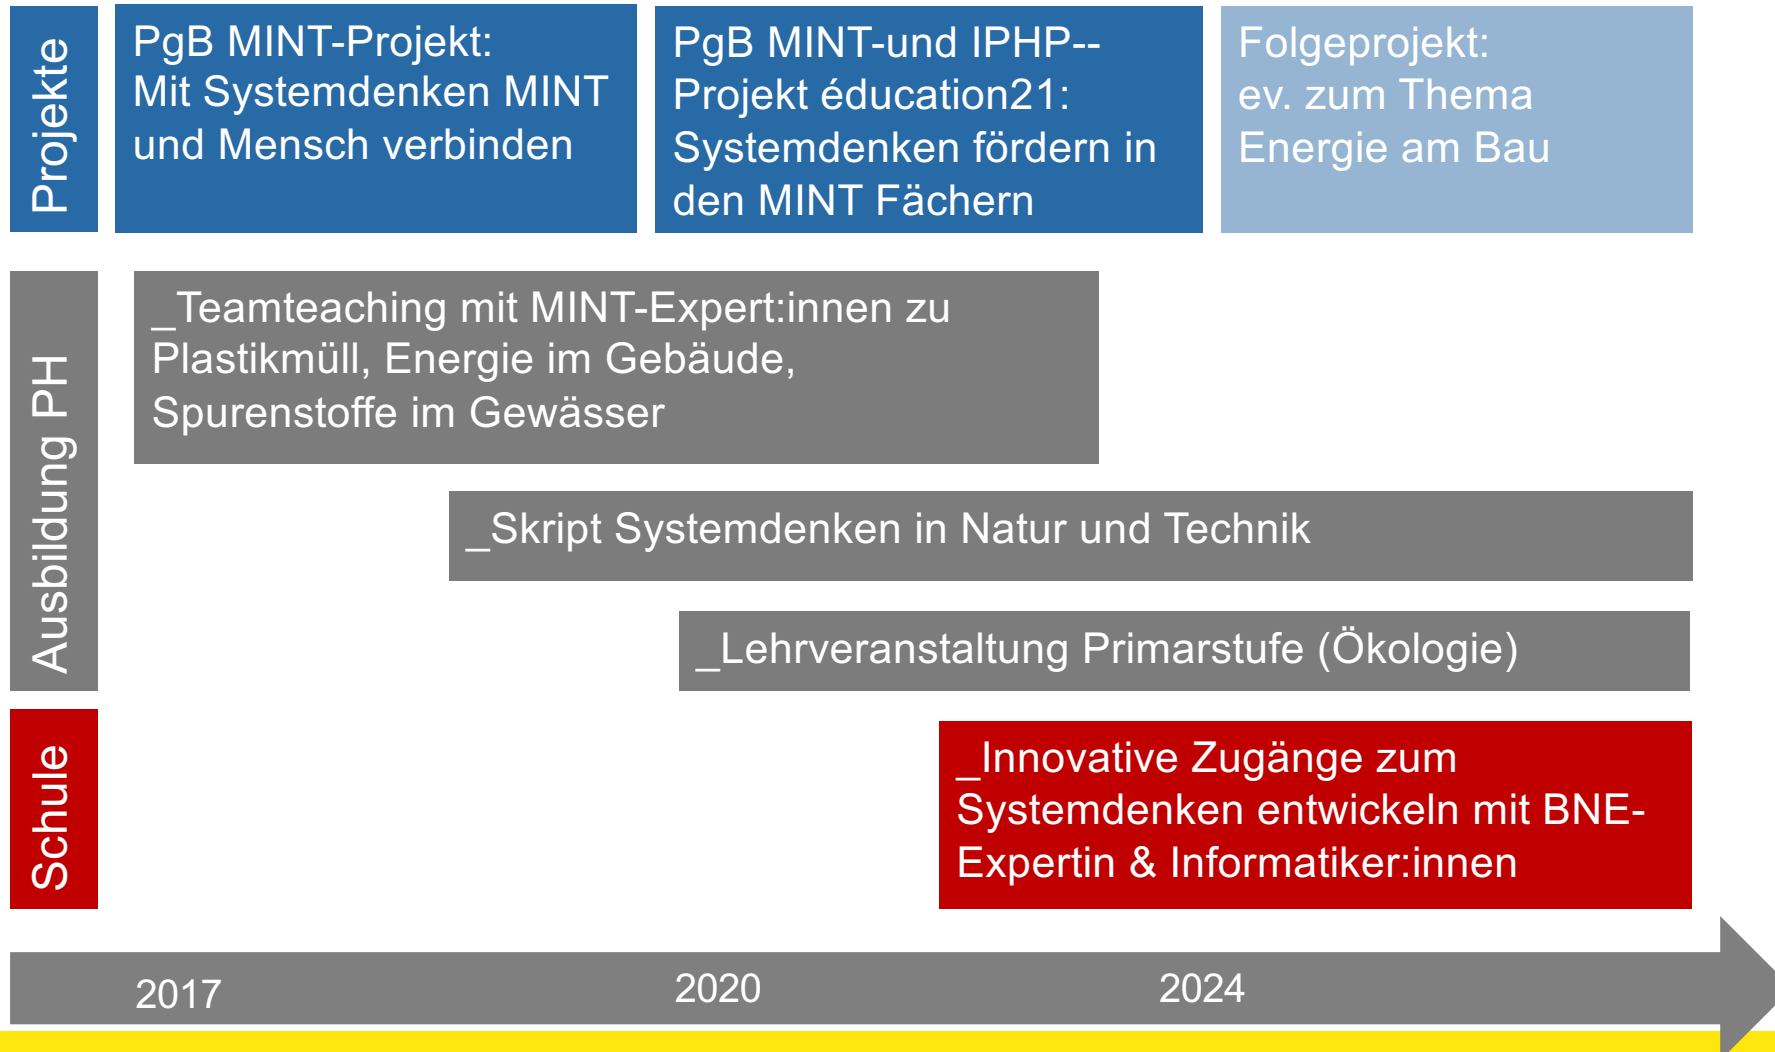 Projekte
PgB MINT-Projekt:
Mit Systemdenken MINT
und Mensch verbinden
PgB MINT-und IPHP--
Projekt éducation21:
Systemdenken fördern in
den MINT Fächern
Folgeprojekt:
ev. zum Thema
Energie am Bau
Ausbildung PH
_Teamteaching mit MINT-Expert:innen zu
Plastikmüll, Energie im Gebäude,
Spurenstoffe im Gewässer
_Skript Systemdenken in Natur und Technik
_Lehrveranstaltung Primarstufe (Ökologie)
Schule
_Innovative Zugänge zum
Systemdenken entwickeln mit BNE-
Expertin & Informatiker:innen
2017
2020
2024